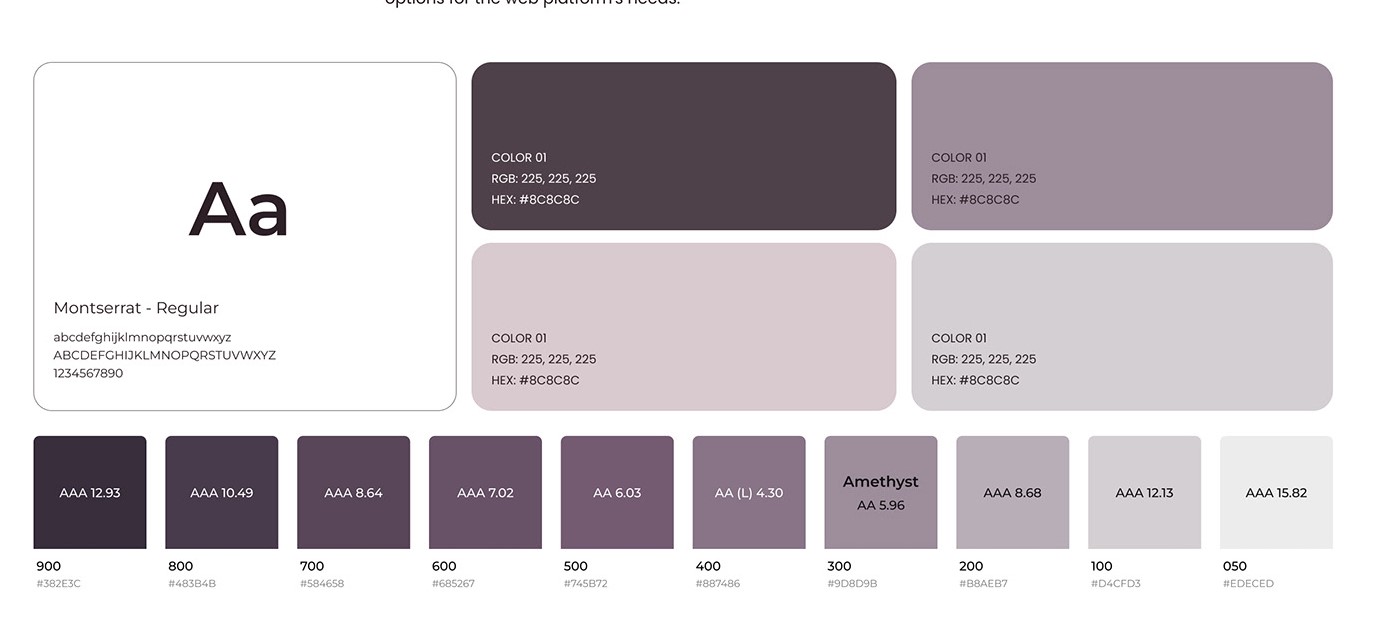 options for the web platform's needs.
Aa
Montserrat - Regular
abcdefghijklmnopqrstuvwxyz
ABCDEFGHIJKLMNOPQRSTUVWXYZ
1234567890
COLOR 01
RGB: 225, 225, 225
HEX: #8C8C8C
COLOR 01
RGB: 225, 225, 225
HEX: #8C8C8C
COLOR 01
RGB: 225, 225, 225
HEX: #8C8C8C
COLOR 01
RGB: 225, 225, 225
HEX: #8C8C8C
AAA 12.93
900
#382E3C
AAA 10.49
800
#483B4B
AAA 8.64
700
#584658
AAA 7.02
600
#685267
AA 6.03
500
#745B72
AA (L) 4.30
400
#887486
Amethyst
AA 5.96
300
#9D8D9B
AAA 8.68
200
#B8AEB7
AAA 12.13
100
#D4CFD3
AAA 15.82
050
#EDECED